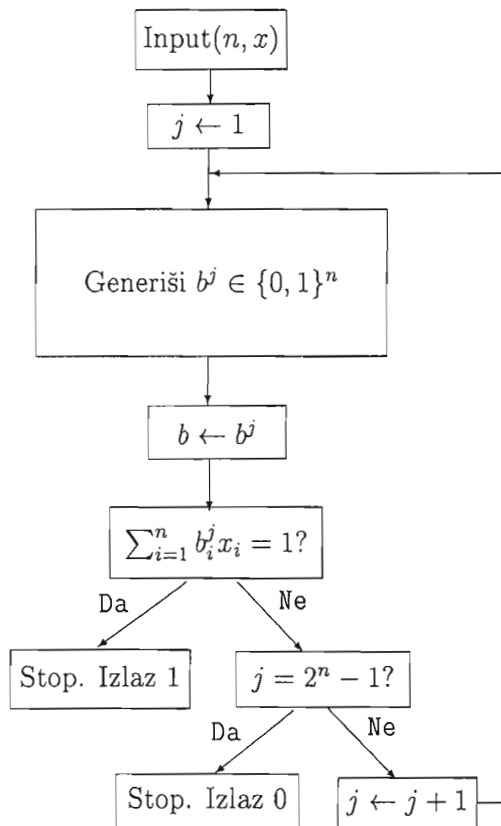 Input(n, x)
j ← 1
Generiši b^j ∈ {0, 1}^n
b ← b^j
∑_{i=1}^{n} b_i^j x_i = 1?
Da
Ne
Stop. Izlaz 1
j = 2^n − 1?
Da
Ne
Stop. Izlaz 0
j ← j + 1